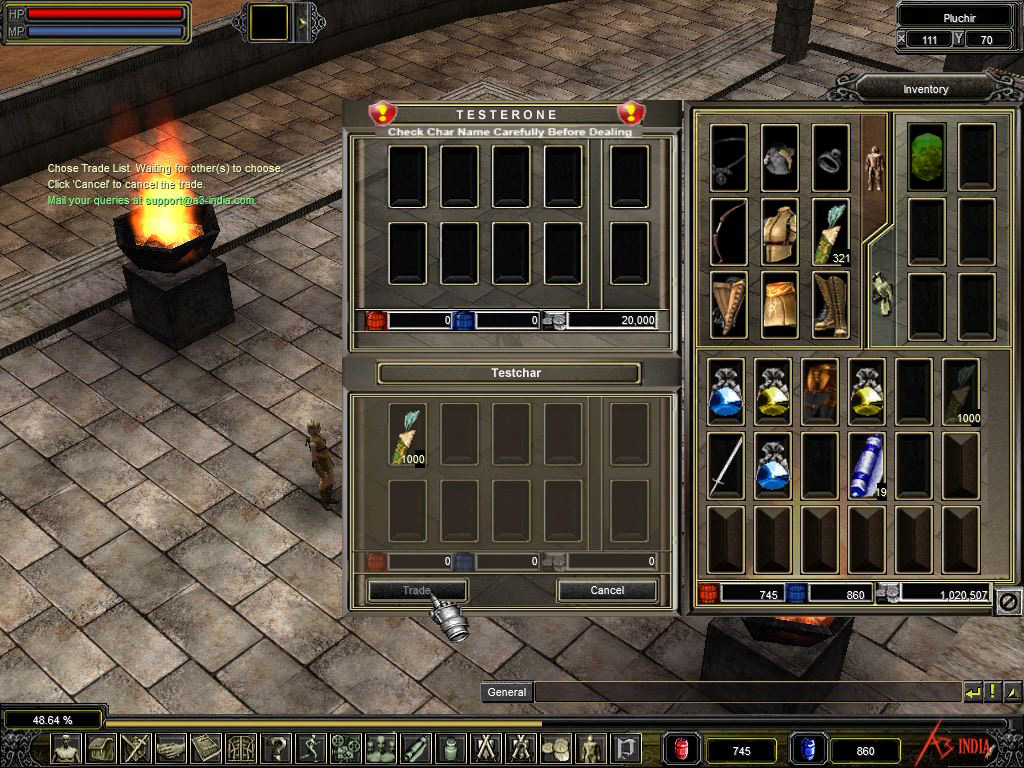 HP
MP
Pluchir
X 111 Y 70
Inventory
TESTERONE
Check Char Name Carefully Before Dealing
Chose Trade List. Waiting for other(s) to choose.
Click 'Cancel' to cancel the trade.
Mail your queries at support@a3-india.com.
321
0 0 20,000
Testchar
1000
1000
19
0 0 0
Trade Cancel
745 860 1,020,507
General
48.64 %
745 860
A3 INDIA